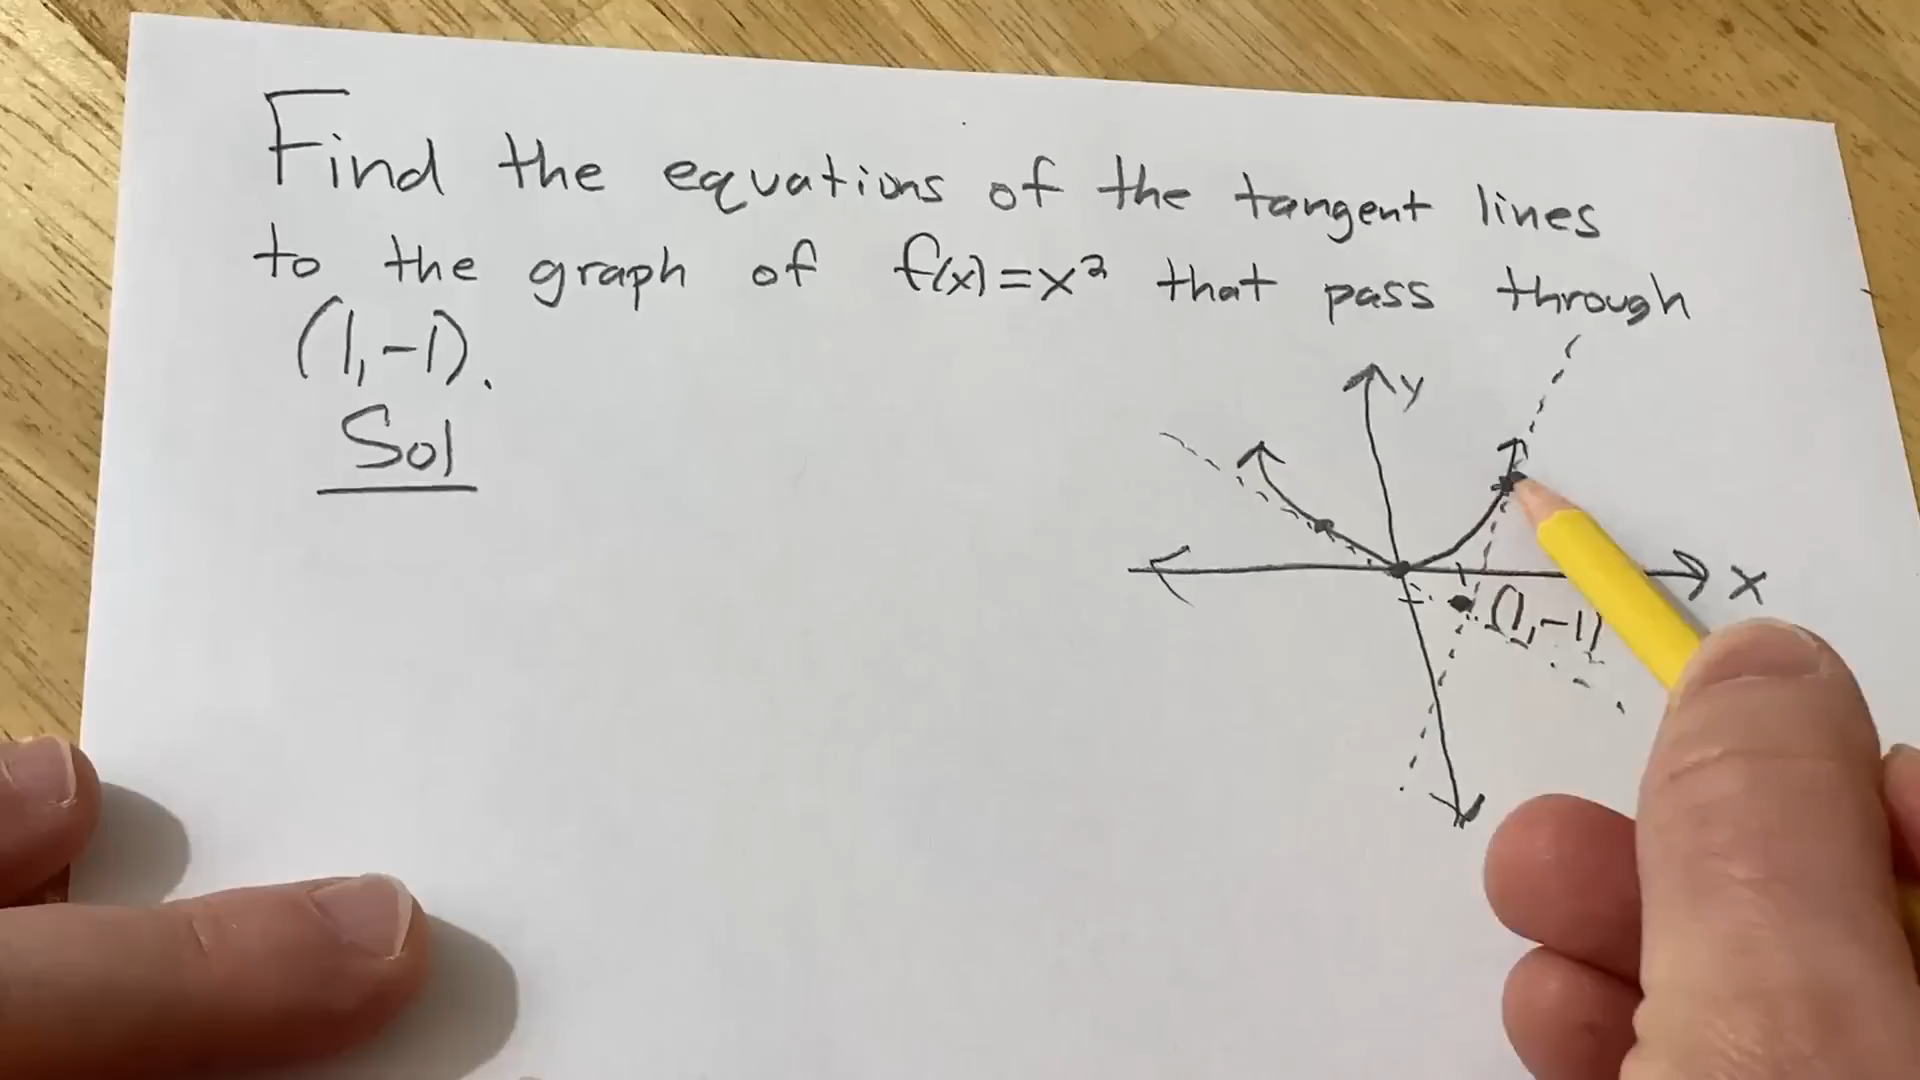 Find the equations of the tangent lines
to the graph of f(x)=x² that pass through
(1,-1).
Sol
y
x
(1,-1)